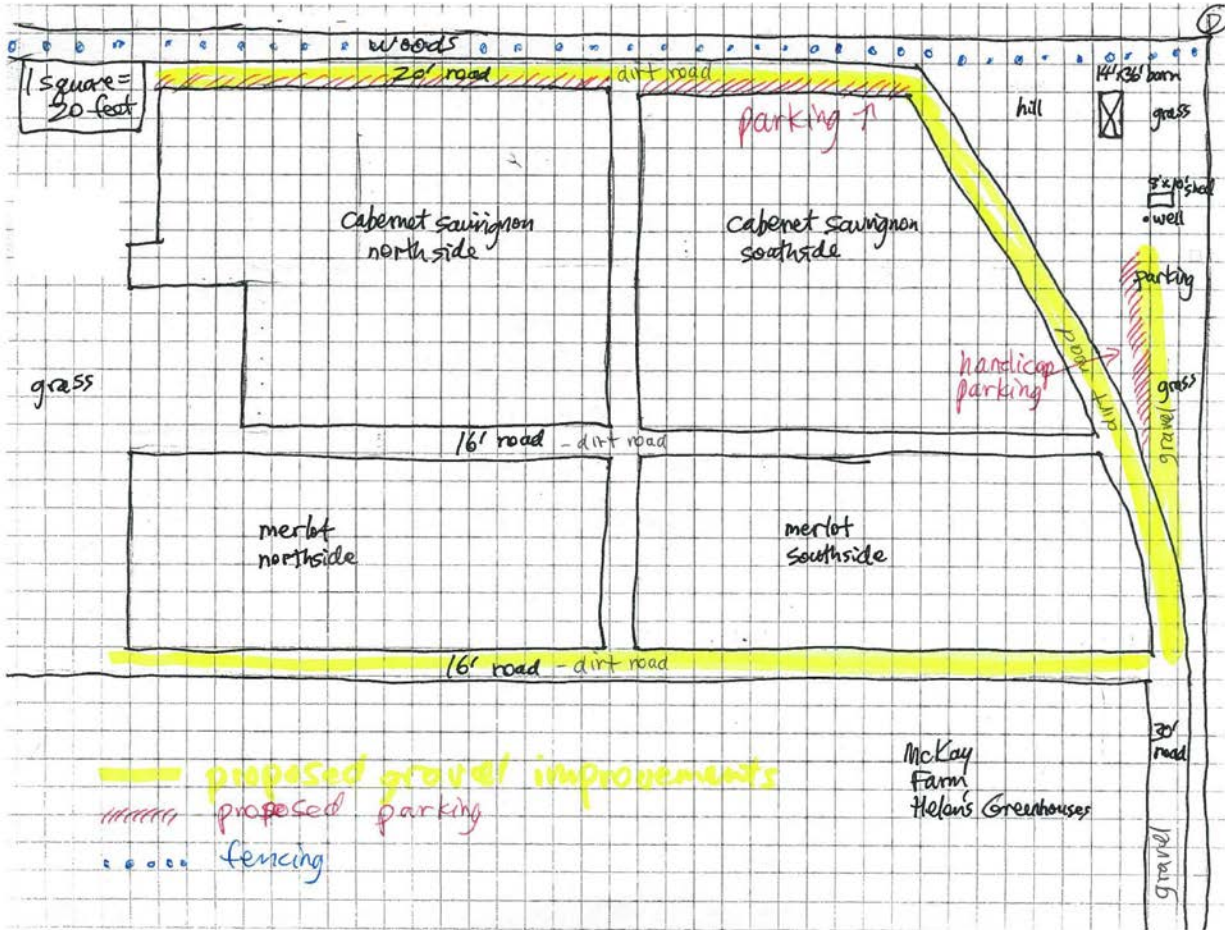 D
woods
1 square =
20 feet
20' road
dirt road
parking
hill
14'x36' barn
grass
8'x10' shed
well
cabernet sauvignon
north side
cabernet sauvignon
southside
parking
handicap
parking
dirt road
grass
gravel
grass
16' road - dirt road
merlot
northside
merlot
southside
16' road - dirt road
30'
road
McKay
Farm
Helen's Greenhouses
gravel
proposed gravel improvements
proposed parking
fencing